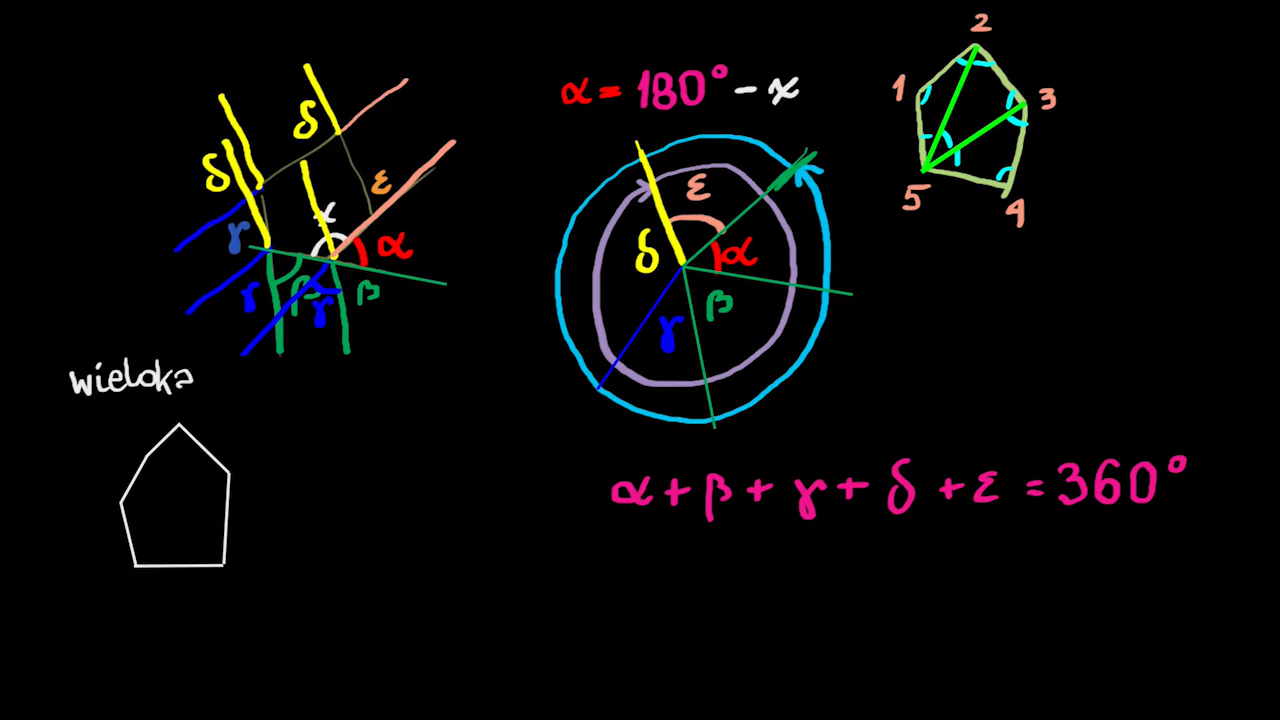 δ δ ε x α γ γ β γ β
α = 180° - x
ε δ α β γ
1 2 3 4 5
wielok
α + β + γ + δ + ε = 360°